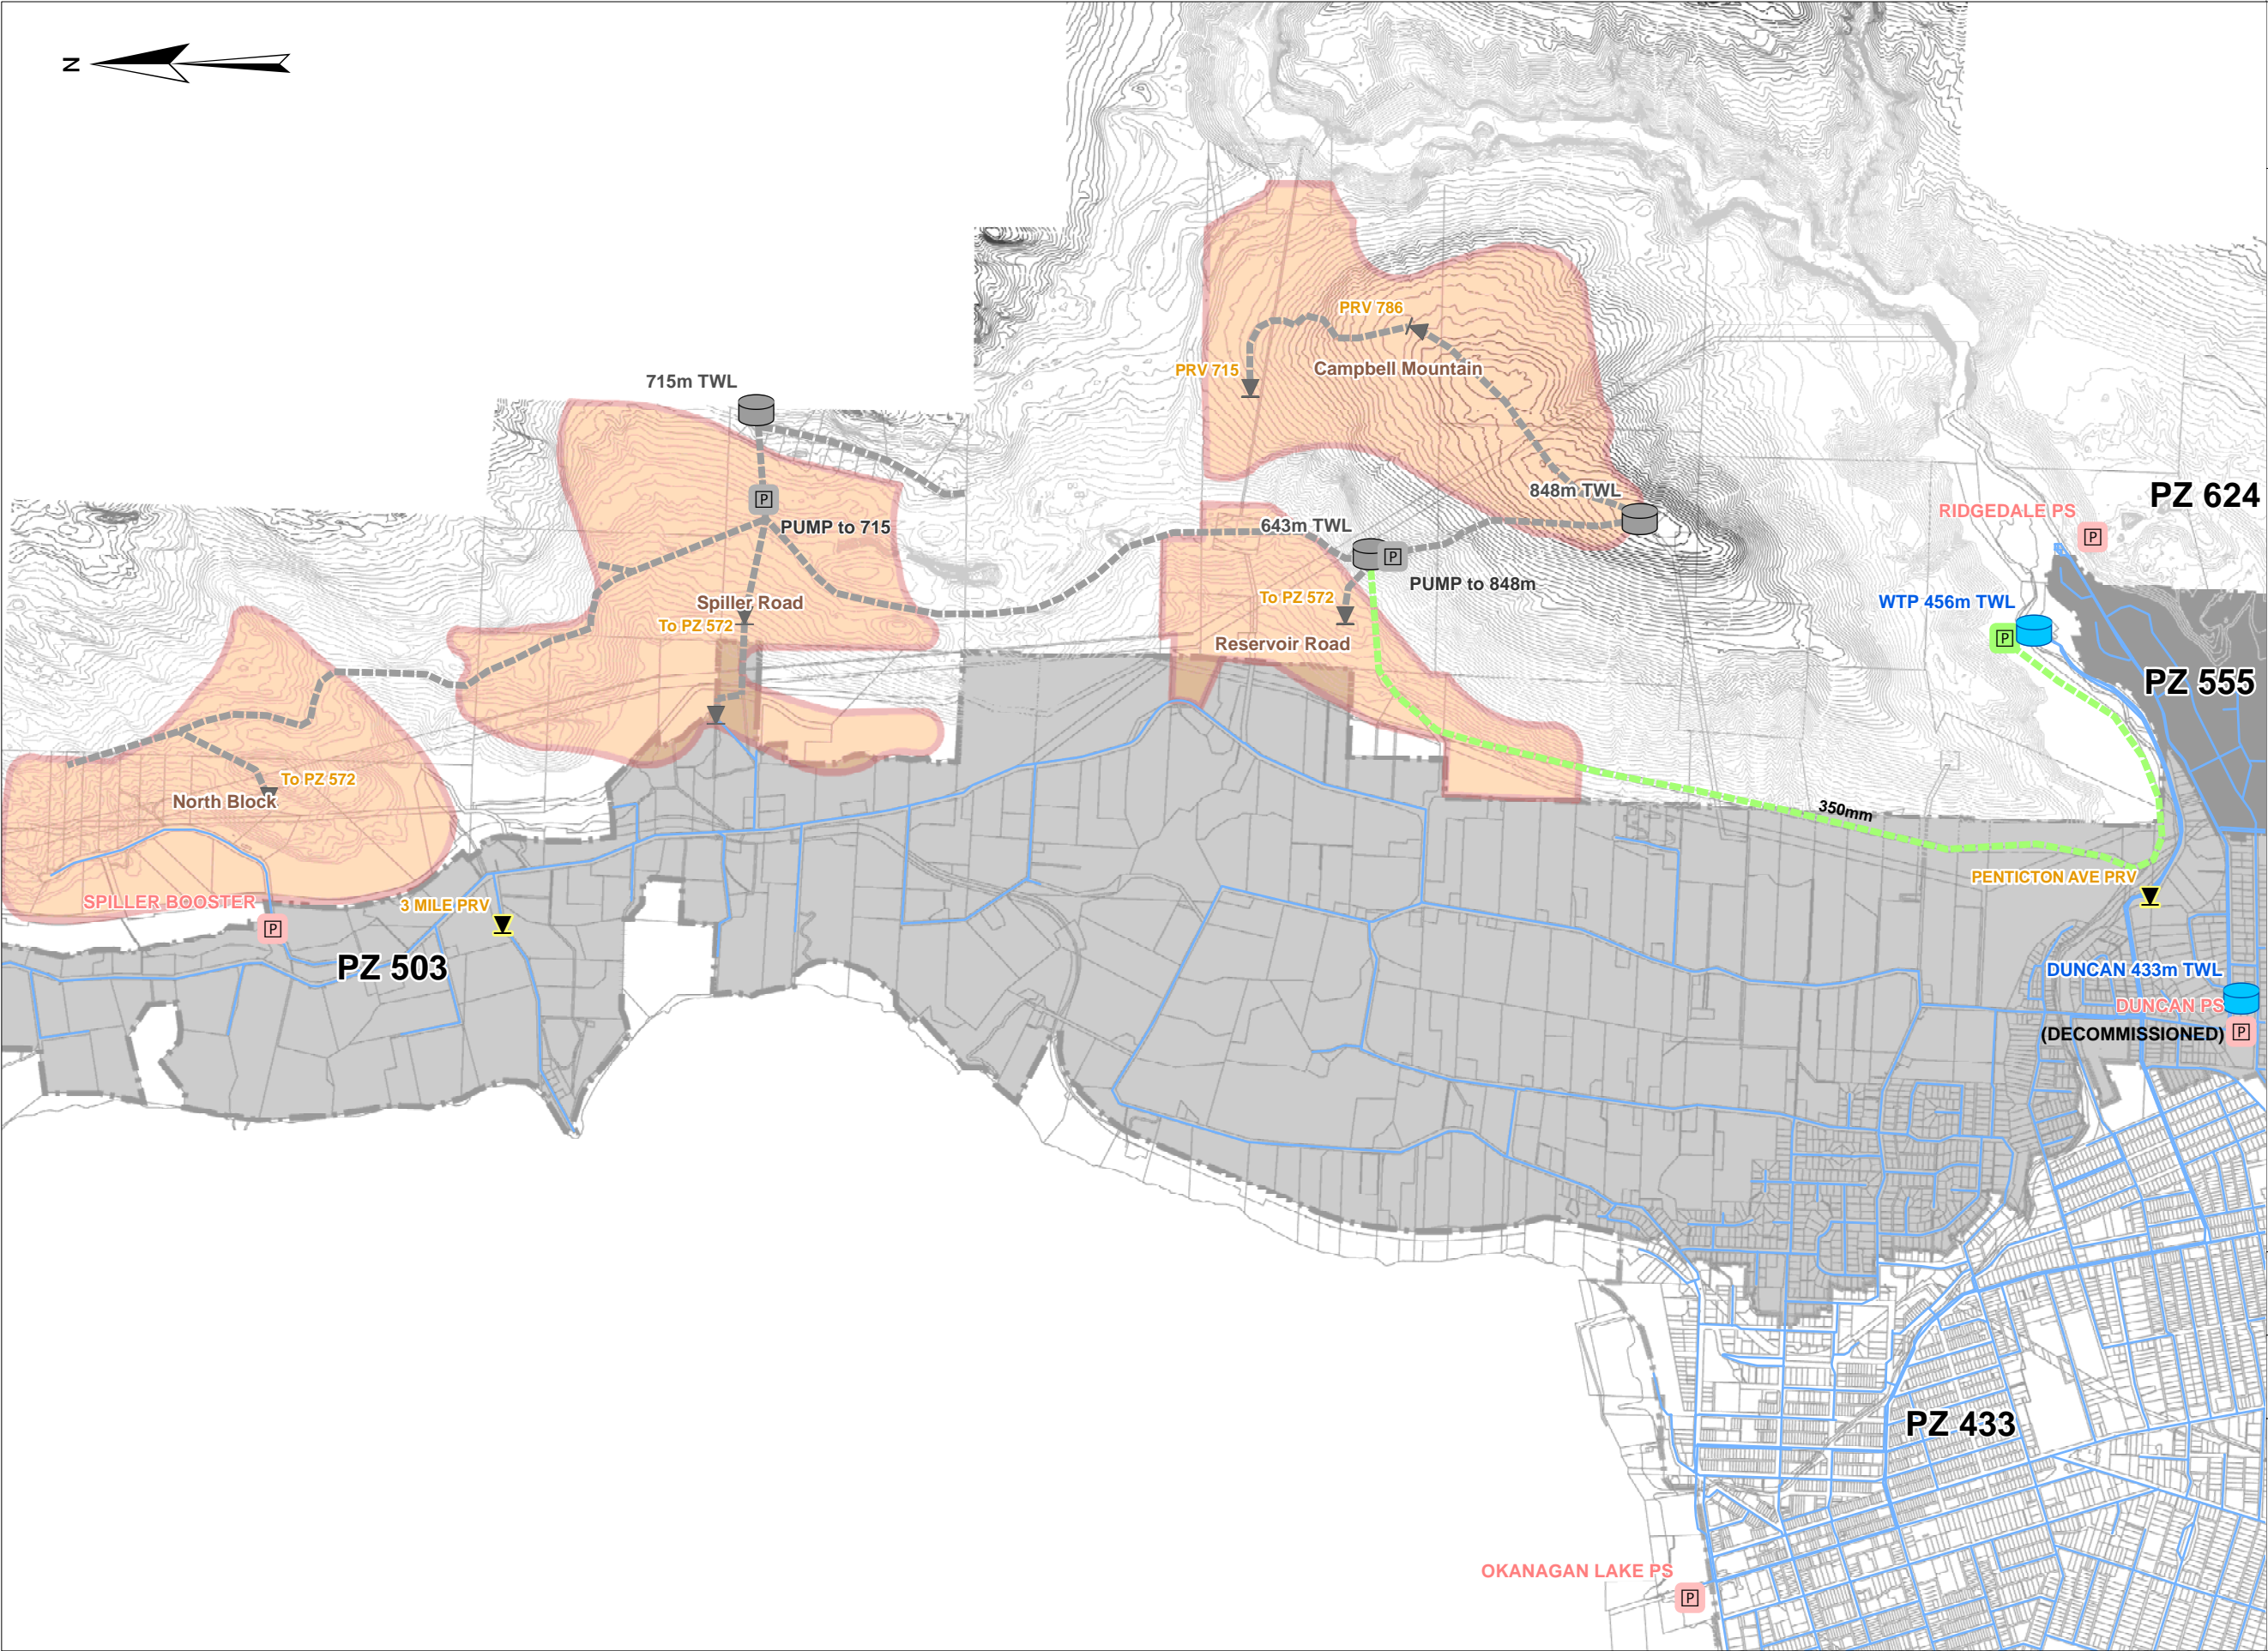 N
PRV 786
PRV 715
Campbell Mountain
715m TWL
P
PUMP to 715
848m TWL
PZ 624
RIDGEDALE PS
P
643m TWL
P
PUMP to 848m
Spiller Road
To PZ 572
To PZ 572
Reservoir Road
WTP 456m TWL
P
PZ 555
To PZ 572
North Block
350mm
SPILLER BOOSTER
P
3 MILE PRV
PENTICTON AVE PRV
PZ 503
DUNCAN 433m TWL
DUNCAN PS
(DECOMMISSIONED)
P
PZ 433
OKANAGAN LAKE PS
P